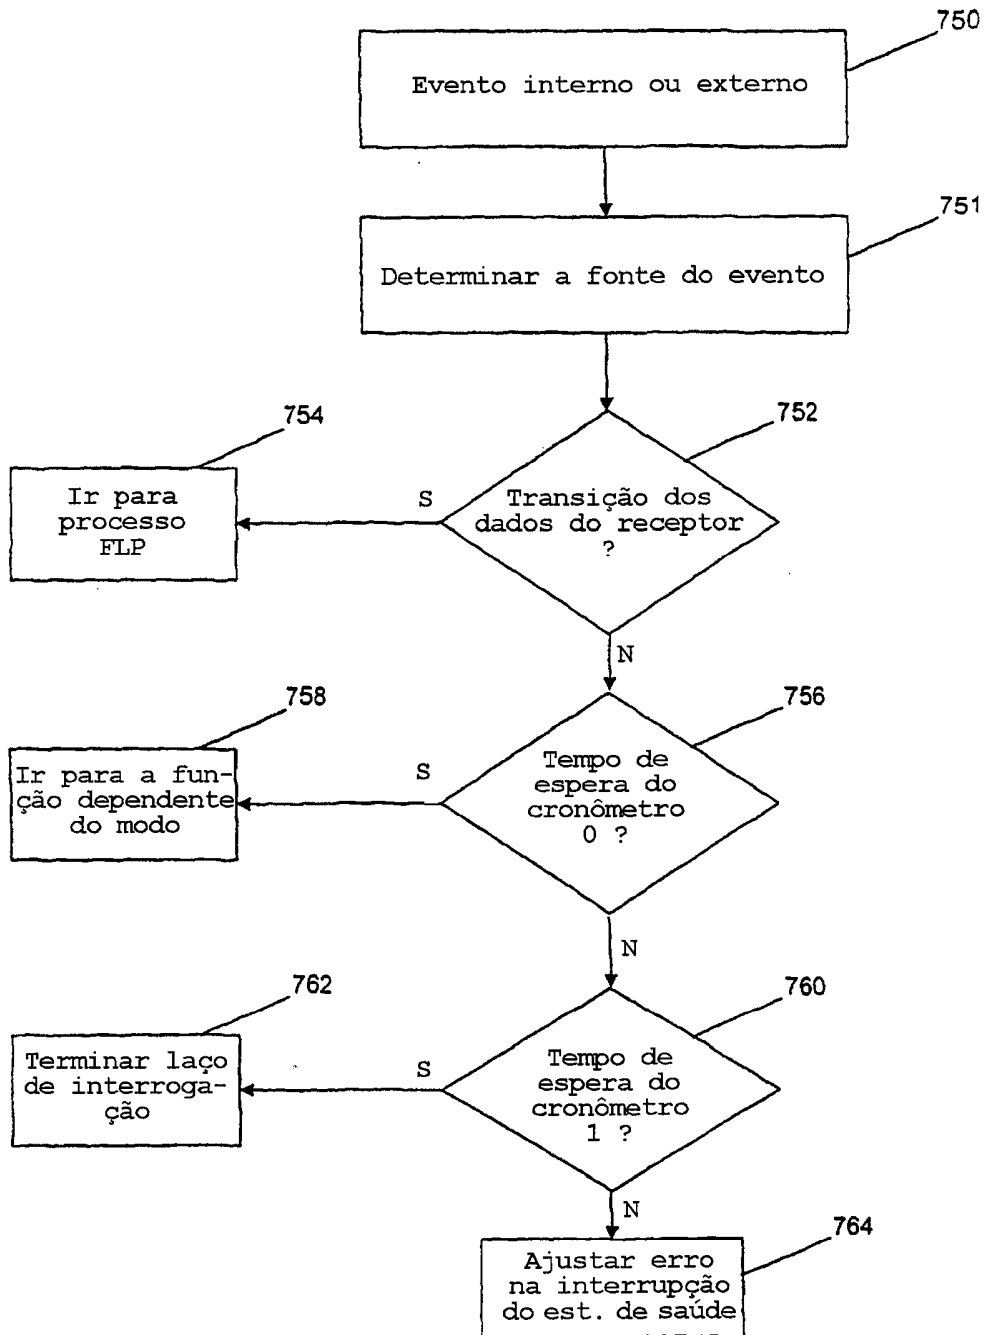 750
Evento interno ou externo
751
Determinar a fonte do evento
752
754
Transição dos
dados do receptor
?
S
Ir para
processo
FLP
N
756
758
Tempo de
espera do
cronômetro
0 ?
S
Ir para a fun-
ção dependente
do modo
N
760
762
Tempo de
espera do
cronômetro
1 ?
S
Terminar laço
de interroga-
ção
N
764
Ajustar erro
na interrupção
do est. de saúde